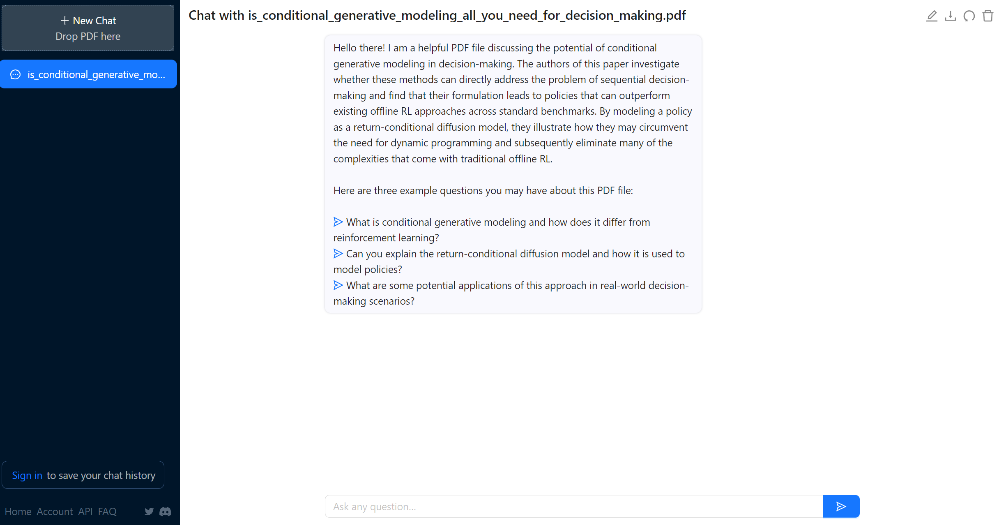 New Chat
Drop PDF here
is_conditional_generative_mo...
Sign in to save your chat history
Home Account API FAQ
Chat with is_conditional_generative_modeling_all_you_need_for_decision_making.pdf
Hello there! I am a helpful PDF file discussing the potential of conditional
generative modeling in decision-making. The authors of this paper investigate
whether these methods can directly address the problem of sequential decision-
making and find that their formulation leads to policies that can outperform
existing offline RL approaches across standard benchmarks. By modeling a policy
as a return-conditional diffusion model, they illustrate how they may circumvent
the need for dynamic programming and subsequently eliminate many of the
complexities that come with traditional offline RL.
Here are three example questions you may have about this PDF file:
What is conditional generative modeling and how does it differ from
reinforcement learning?
Can you explain the return-conditional diffusion model and how it is used to
model policies?
What are some potential applications of this approach in real-world decision-
making scenarios?
Ask any question...